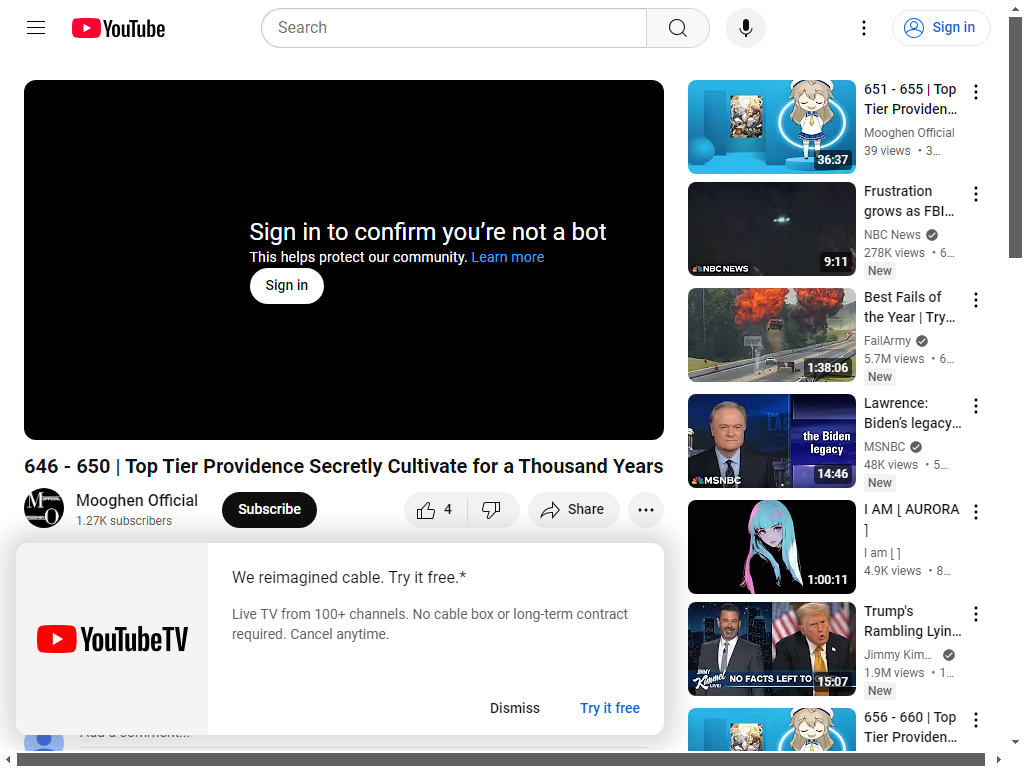 YouTube
Search
Sign in
Sign in to confirm you’re not a bot
This helps protect our community. Learn more
Sign in
646 - 650 | Top Tier Providence Secretly Cultivate for a Thousand Years
Mooghen Official
1.27K subscribers
Subscribe
4
Share
We reimagined cable. Try it free.*
Live TV from 100+ channels. No cable box or long-term contract
required. Cancel anytime.
YouTubeTV
Dismiss
Try it free
Add a comment...
36:37
651 - 655 | Top
Tier Providen...
Mooghen Official
39 views • 3...
NBC NEWS
9:11
Frustration
grows as FBI...
NBC News
278K views • 6...
New
1:38:06
Best Fails of
the Year | Try...
FailArmy
5.7M views • 6...
New
THE LAS
the Biden
legacy
MSNBC
14:46
Lawrence:
Biden’s legacy...
MSNBC
48K views • 5...
New
1:00:11
I AM ⌊ AURORA
⌉
I am ⌊ ⌉
4.9K views • 8...
JIMMY
Kimmel
LIVE!
NO FACTS LEFT TO
15:07
Trump's
Rambling Lyin...
Jimmy Kim...
1.9M views • 1...
New
656 - 660 | Top
Tier Providen...